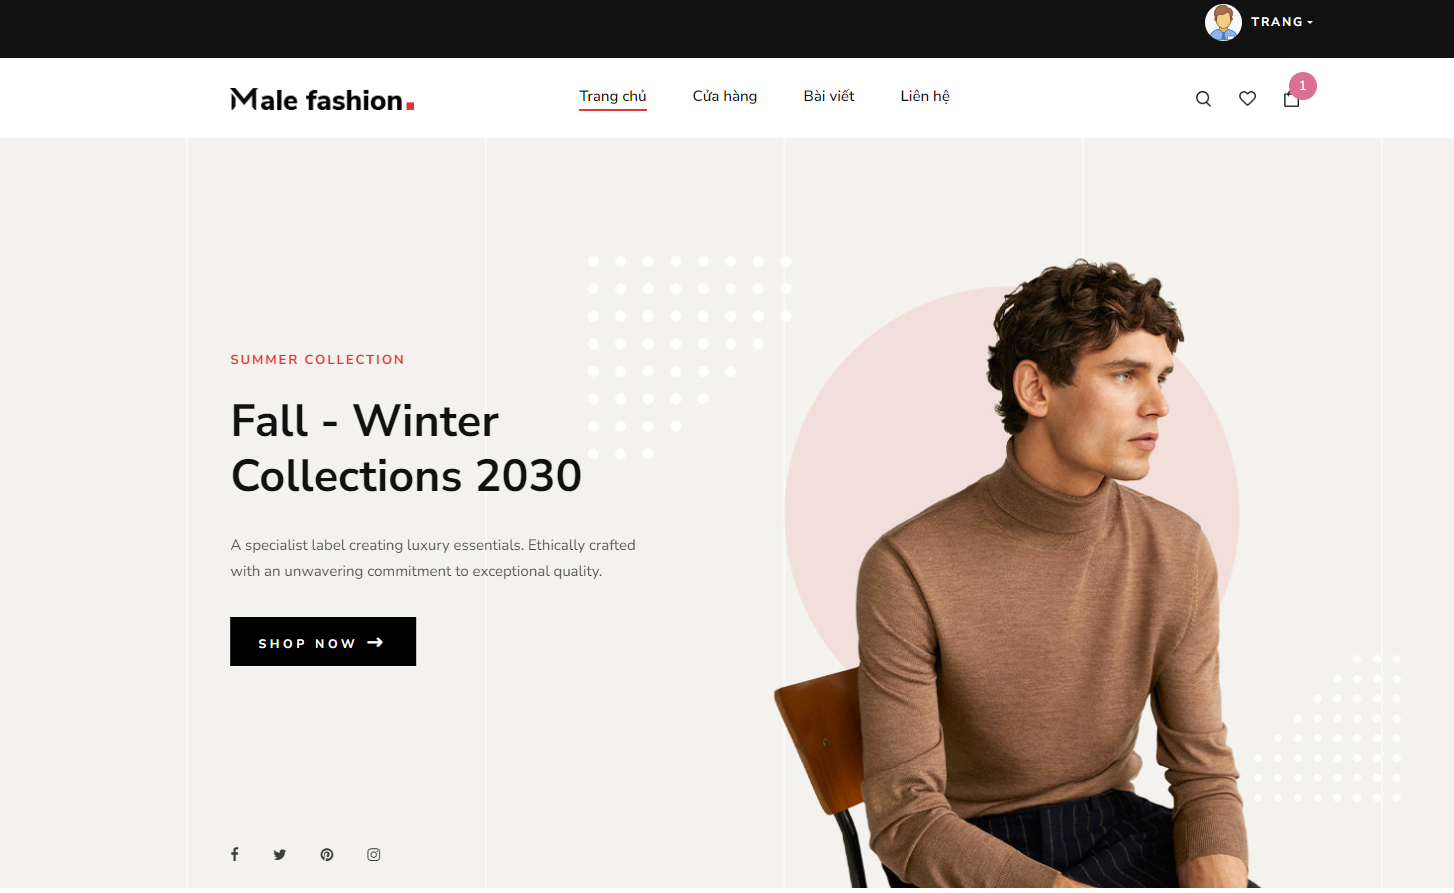 TRANG
Male fashion.
Trang chủ
Cửa hàng
Bài viết
Liên hệ
1
SUMMER COLLECTION
Fall - Winter
Collections 2030
A specialist label creating luxury essentials. Ethically crafted
with an unwavering commitment to exceptional quality.
SHOP NOW →